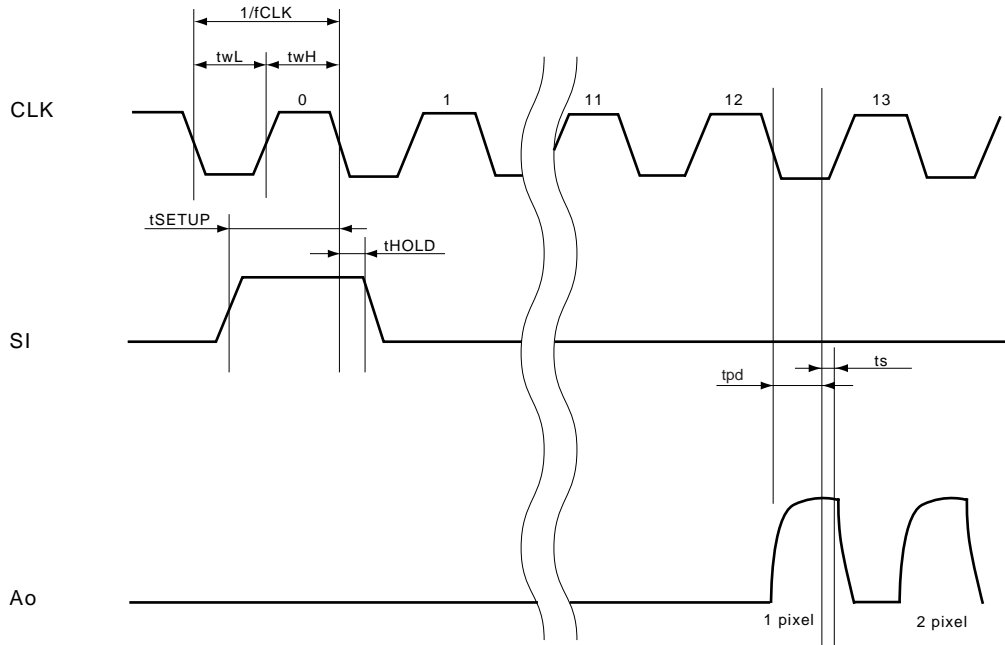 1/fCLK
twL twH
CLK
0 1 11 12 13
tSETUP
tHOLD
SI
tpd ts
Ao
1 pixel 2 pixel